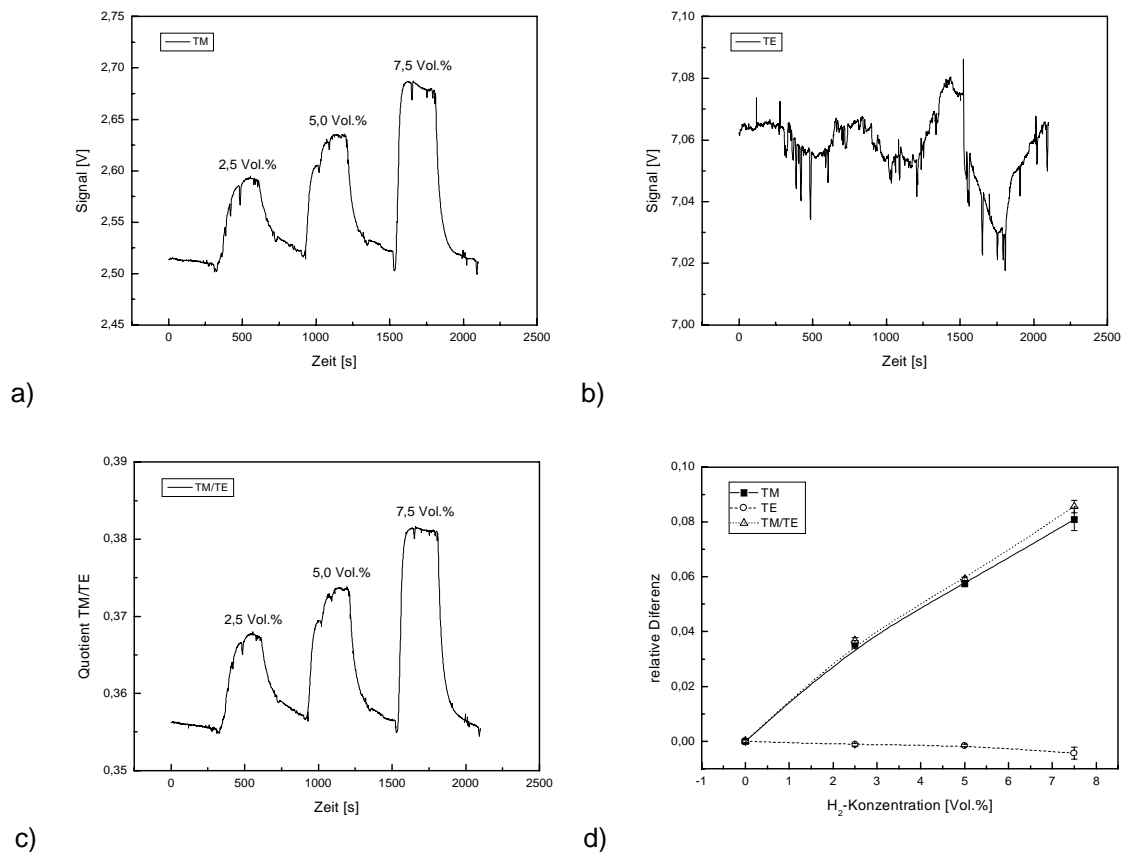 2,75
2,70
2,65
2,60
2,55
2,50
2,45
Signal [V]
TM
2,5 Vol.%
5,0 Vol.%
7,5 Vol.%
0
500
1000
1500
2000
2500
Zeit [s]
a)
7,10
7,08
7,06
7,04
7,02
7,00
Signal [V]
TE
0
500
1000
1500
2000
2500
Zeit [s]
b)
0,39
0,38
0,37
0,36
0,35
Quotient TM/TE
TM/TE
2,5 Vol.%
5,0 Vol.%
7,5 Vol.%
0
500
1000
1500
2000
2500
Zeit [s]
c)
0,10
0,08
0,06
0,04
0,02
0,00
relative Diferenz
TM
TE
TM/TE
-1
0
1
2
3
4
5
6
7
8
H₂-Konzentration [Vol.%]
d)